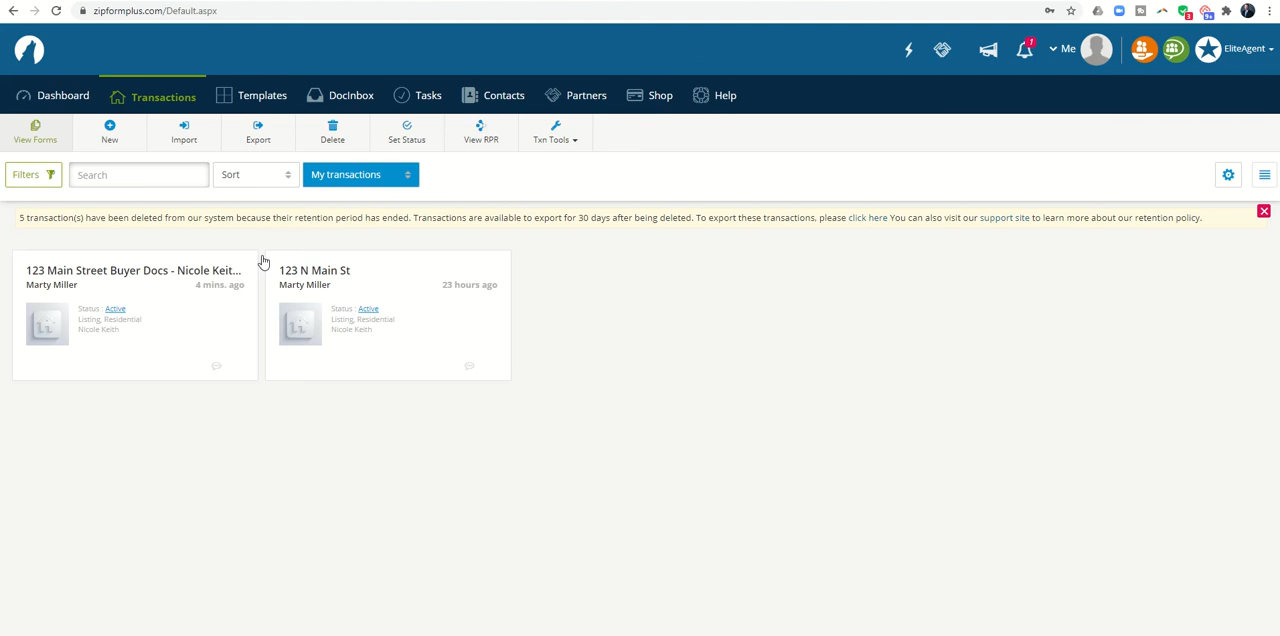 zipformplus.com/Default.aspx
3
9+
1
Me
EliteAgent
Dashboard
Transactions
Templates
DocInbox
Tasks
Contacts
Partners
Shop
Help
View Forms
New
Import
Export
Delete
Set Status
View RPR
Txn Tools
Filters
Search
Sort
My transactions
5 transaction(s) have been deleted from our system because their retention period has ended. Transactions are available to export for 30 days after being deleted. To export these transactions, please click here You can also visit our support site to learn more about our retention policy.
123 Main Street Buyer Docs - Nicole Keit...
Marty Miller 4 mins. ago
Status : Active
Listing, Residential
Nicole Keith
123 N Main St
Marty Miller 23 hours ago
Status : Active
Listing, Residential
Nicole Keith